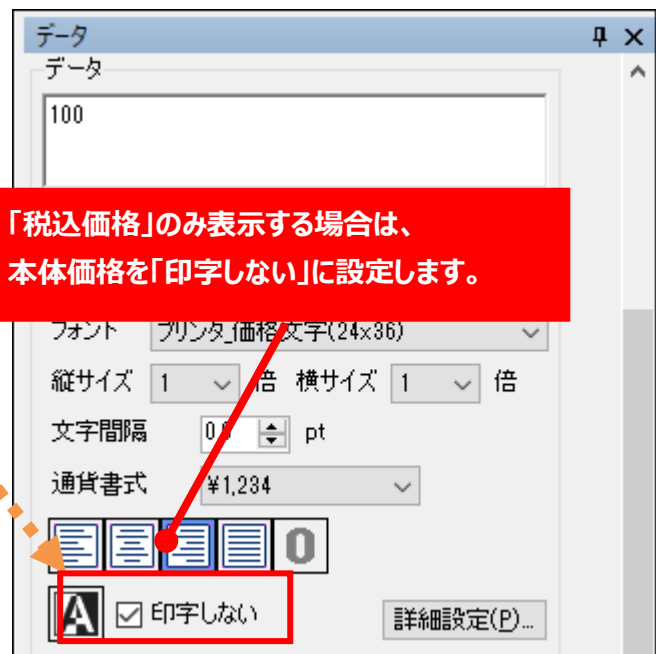 データ
データ
100
「税込価格」のみ表示する場合は、
本体価格を「印字しない」に設定します。
フォント プリンタ_価格文字(24x36)
縦サイズ 1 倍 横サイズ 1 倍
文字間隔 0.0 pt
通貨書式 ¥1,234
0
A 印字しない 詳細設定(P)...